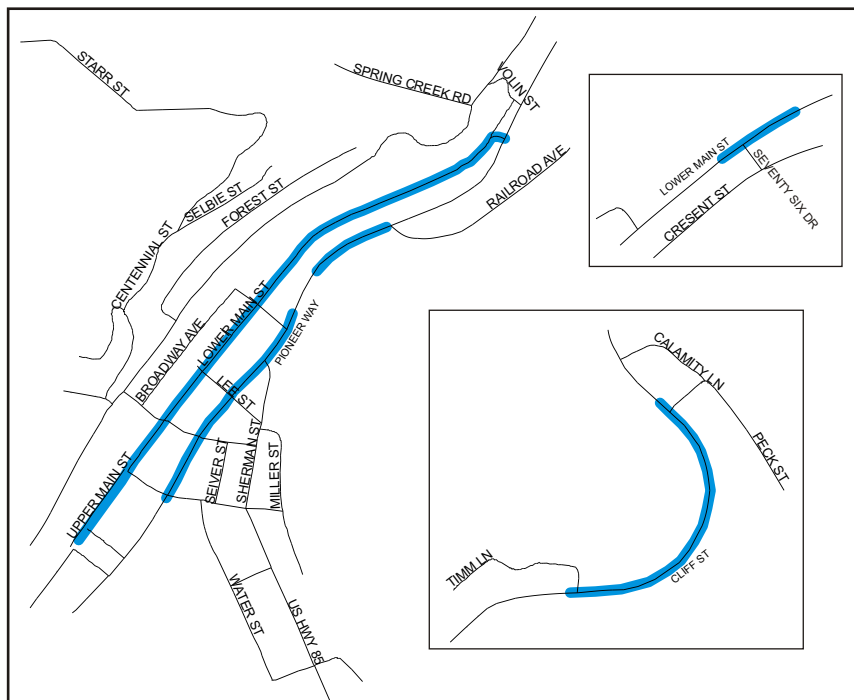 STARR ST
SPRING CREEK RD
VOLIN ST
RAILROAD AVE
SELBIE ST
FOREST ST
CENTENNIAL ST
BROADWAY AVE
LOWER MAIN ST
PIONEER WAY
LEE ST
UPPER MAIN ST
SEIVER ST
SHERMAN ST
MILLER ST
WATER ST
US HWY 85
LOWER MAIN ST
SEVENTY SIX DR
CRESENT ST
CALAMITY LN
PECK ST
TIMM LN
CLIFF ST